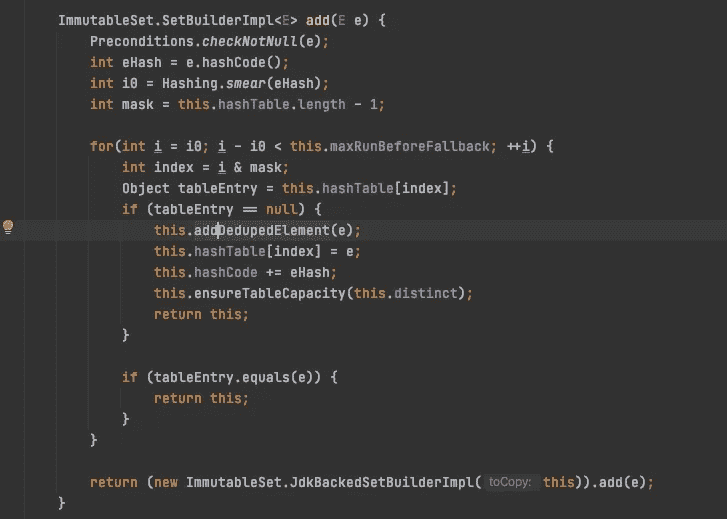 ImmutableSet.SetBuilderImpl<E> add(E e) {
    Preconditions.checkNotNull(e);
    int eHash = e.hashCode();
    int i0 = Hashing.smear(eHash);
    int mask = this.hashTable.length - 1;

    for(int i = i0; i - i0 < this.maxRunBeforeFallback; ++i) {
        int index = i & mask;
        Object tableEntry = this.hashTable[index];
        if (tableEntry == null) {
            this.addDedupedElement(e);
            this.hashTable[index] = e;
            this.hashCode += eHash;
            this.ensureTableCapacity(this.distinct);
            return this;
        }

        if (tableEntry.equals(e)) {
            return this;
        }
    }

    return (new ImmutableSet.JdkBackedSetBuilderImpl( toCopy: this)).add(e);
}